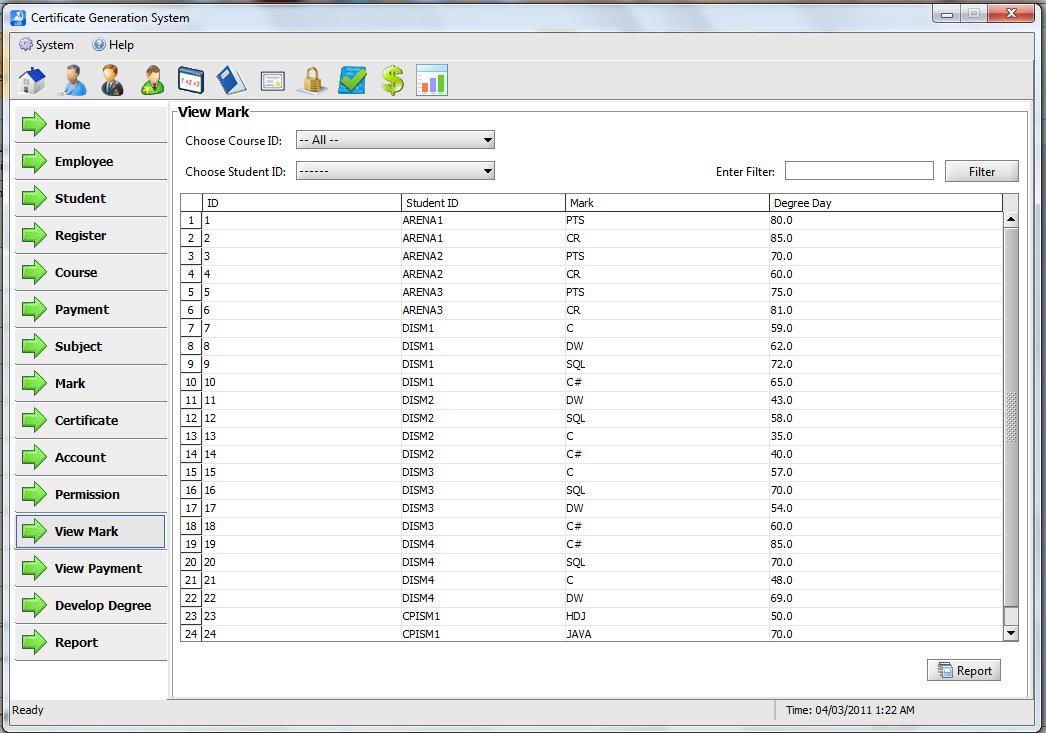 Certificate Generation System
System Help
Home
Employee
Student
Register
Course
Payment
Subject
Mark
Certificate
Account
Permission
View Mark
View Payment
Develop Degree
Report
View Mark
Choose Course ID: -- All --
Choose Student ID: ------ Enter Filter: Filter
ID Student ID Mark Degree Day
1 1 ARENA1 PTS 80.0
2 2 ARENA1 CR 85.0
3 3 ARENA2 PTS 70.0
4 4 ARENA2 CR 60.0
5 5 ARENA3 PTS 75.0
6 6 ARENA3 CR 81.0
7 7 DISM1 C 59.0
8 8 DISM1 DW 62.0
9 9 DISM1 SQL 72.0
10 10 DISM1 C# 65.0
11 11 DISM2 DW 43.0
12 12 DISM2 SQL 58.0
13 13 DISM2 C 35.0
14 14 DISM2 C# 40.0
15 15 DISM3 C 57.0
16 16 DISM3 SQL 70.0
17 17 DISM3 DW 54.0
18 18 DISM3 C# 60.0
19 19 DISM4 C# 85.0
20 20 DISM4 SQL 70.0
21 21 DISM4 C 48.0
22 22 DISM4 DW 69.0
23 23 CPISM1 HDJ 50.0
24 24 CPISM1 JAVA 70.0
Report
Ready Time: 04/03/2011 1:22 AM